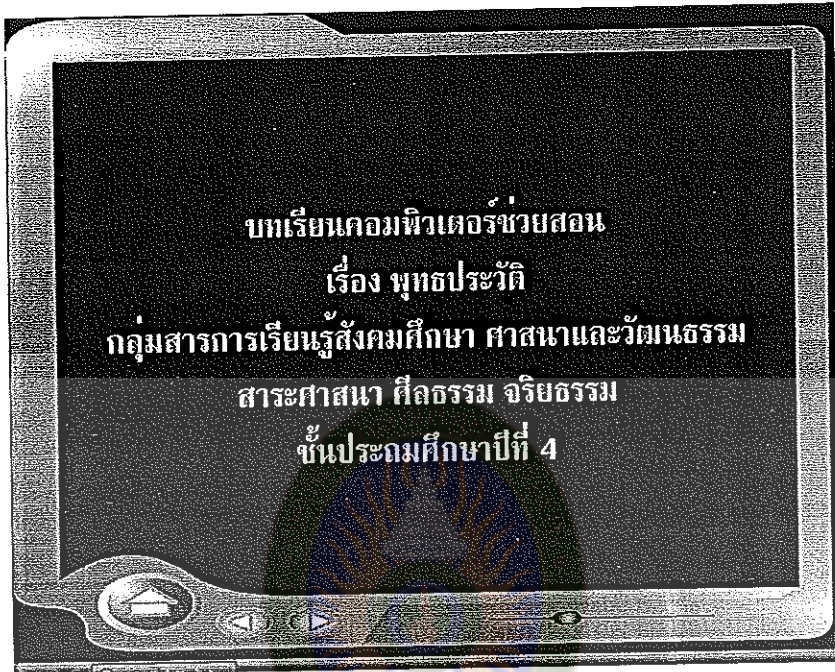 บทเรียนคอมพิวเตอร์ช่วยสอน
เรื่อง พุทธประวัติ
กลุ่มสารการเรียนรู้สังคมศึกษา ศาสนาและวัฒนธรรม
สาระศาสนา ศีลธรรม จริยธรรม
ชั้นประถมศึกษาปีที่ 4